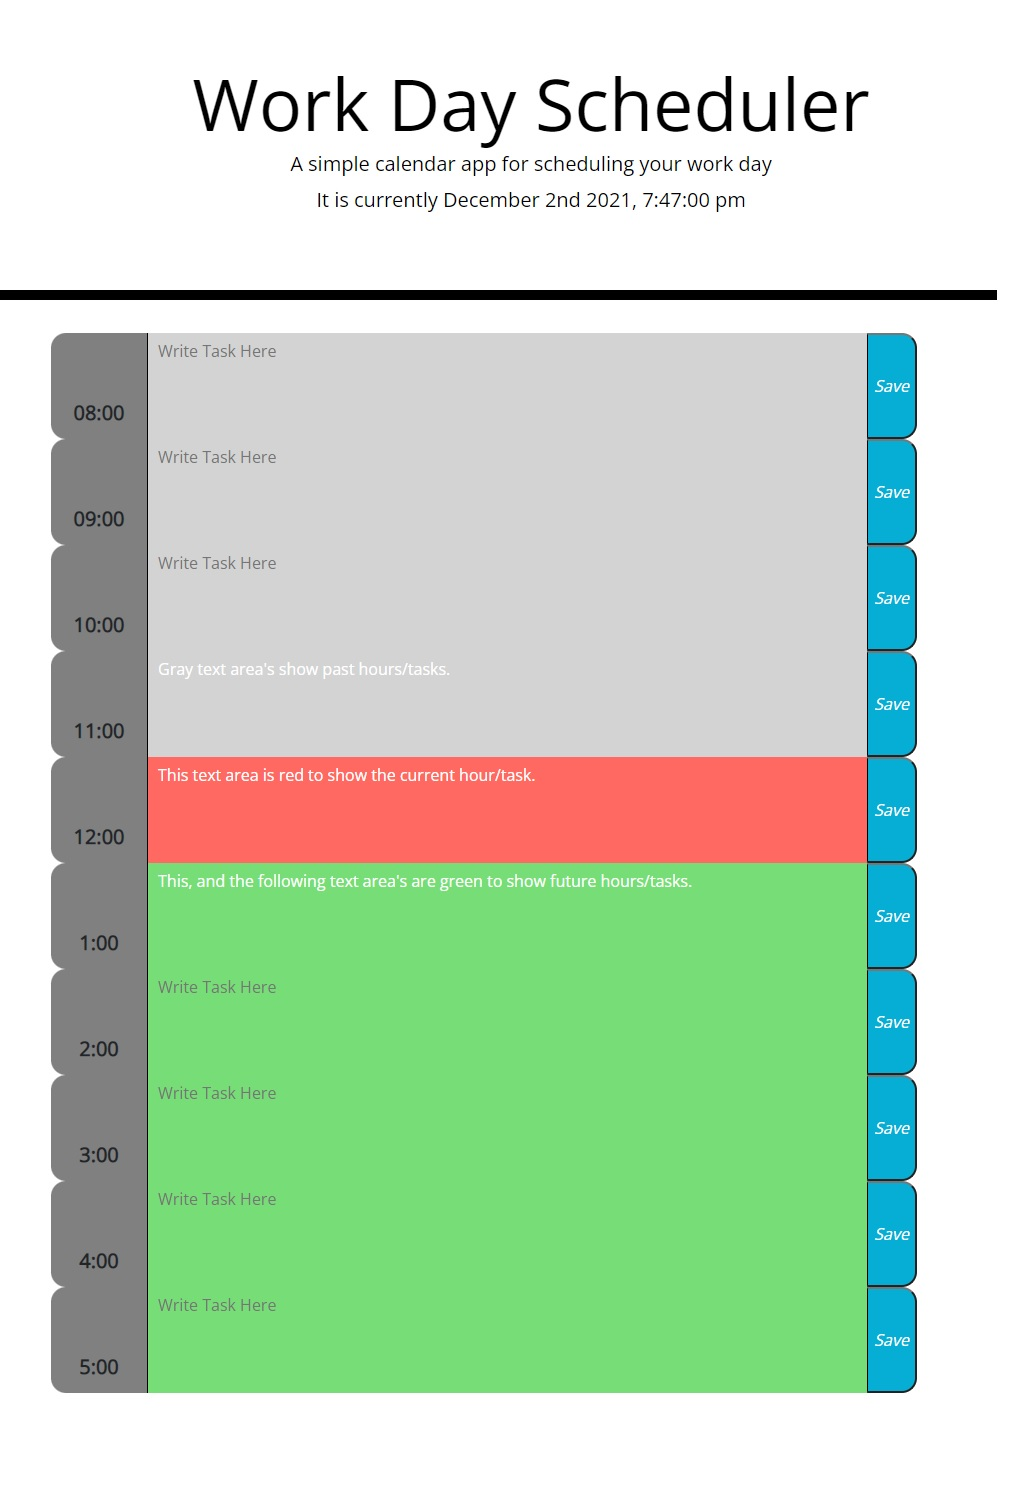 Work Day Scheduler
A simple calendar app for scheduling your work day
It is currently December 2nd 2021, 7:47:00 pm
Write Task Here
08:00
Save
Write Task Here
09:00
Save
Write Task Here
10:00
Save
Gray text area's show past hours/tasks.
11:00
Save
This text area is red to show the current hour/task.
12:00
Save
This, and the following text area's are green to show future hours/tasks.
1:00
Save
Write Task Here
2:00
Save
Write Task Here
3:00
Save
Write Task Here
4:00
Save
Write Task Here
5:00
Save